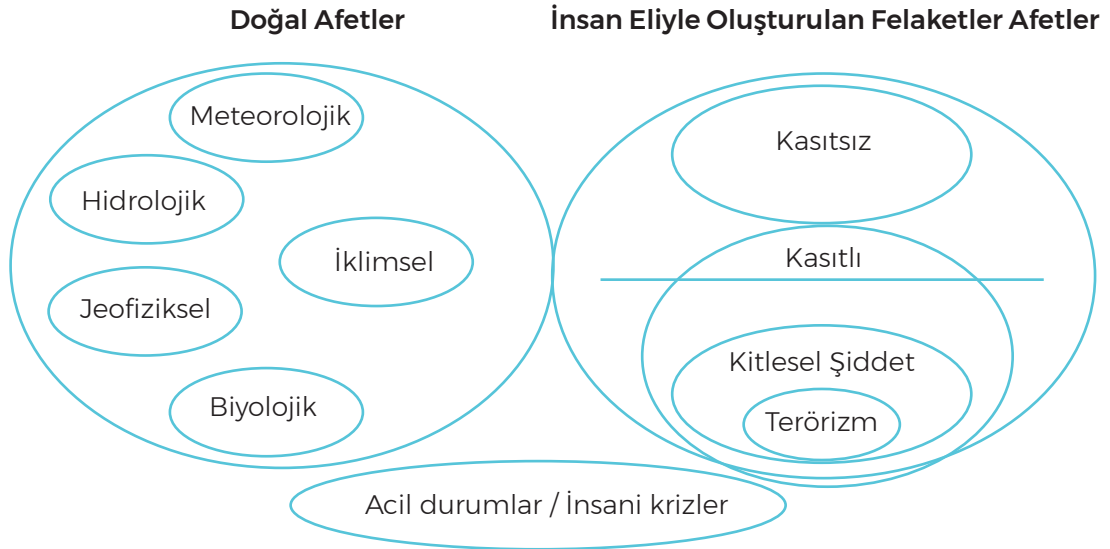 Doğal Afetler
İnsan Eliyle Oluşturulan Felaketler Afetler
Meteorolojik
Hidrolojik
İklimsel
Jeofiziksel
Biyolojik
Kasıtsız
Kasıtlı
Kitlesel Şiddet
Terörizm
Acil durumlar / İnsani krizler